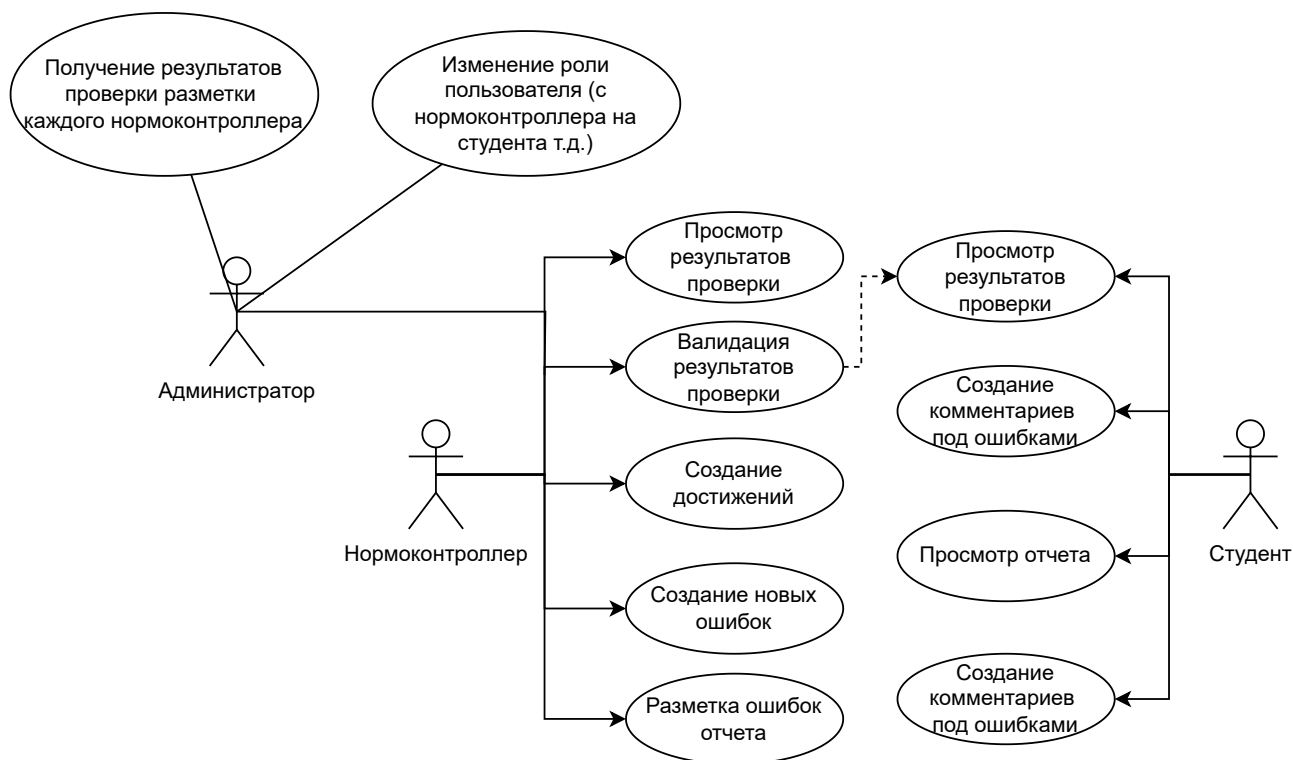 Получение результатов
проверки разметки
каждого нормоконтроллера
Изменение роли
пользователя (с
нормоконтроллера на
студента т.д.)
Просмотр
результатов
проверки
Просмотр
результатов
проверки
Валидация
результатов
проверки
Администратор
Создание
комментариев
под ошибками
Создание
достижений
Нормоконтроллер
Просмотр отчета
Студент
Создание новых
ошибок
Создание
комментариев
под ошибками
Разметка ошибок
отчета